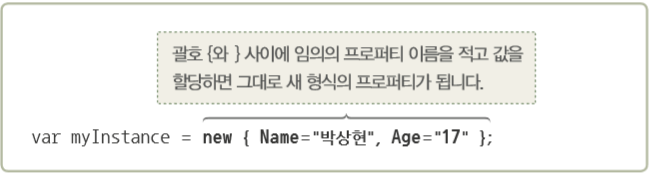 괄호 {와 } 사이에 임의의 프로퍼티 이름을 적고 값을
할당하면 그대로 새 형식의 프로퍼티가 됩니다.
var myInstance = new { Name="박상현", Age="17" };